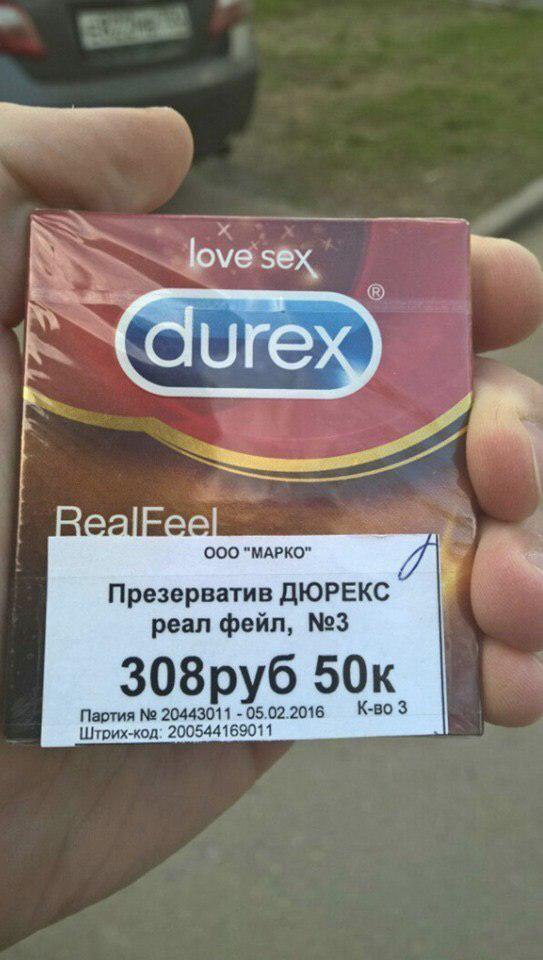 love sex
durex
®
RealFeel
ООО "МАРКО"
Презерватив ДЮРЕКС
реал фейл, №3
308руб 50к
Партия № 20443011 - 05.02.2016 К-во 3
Штрих-код: 200544169011